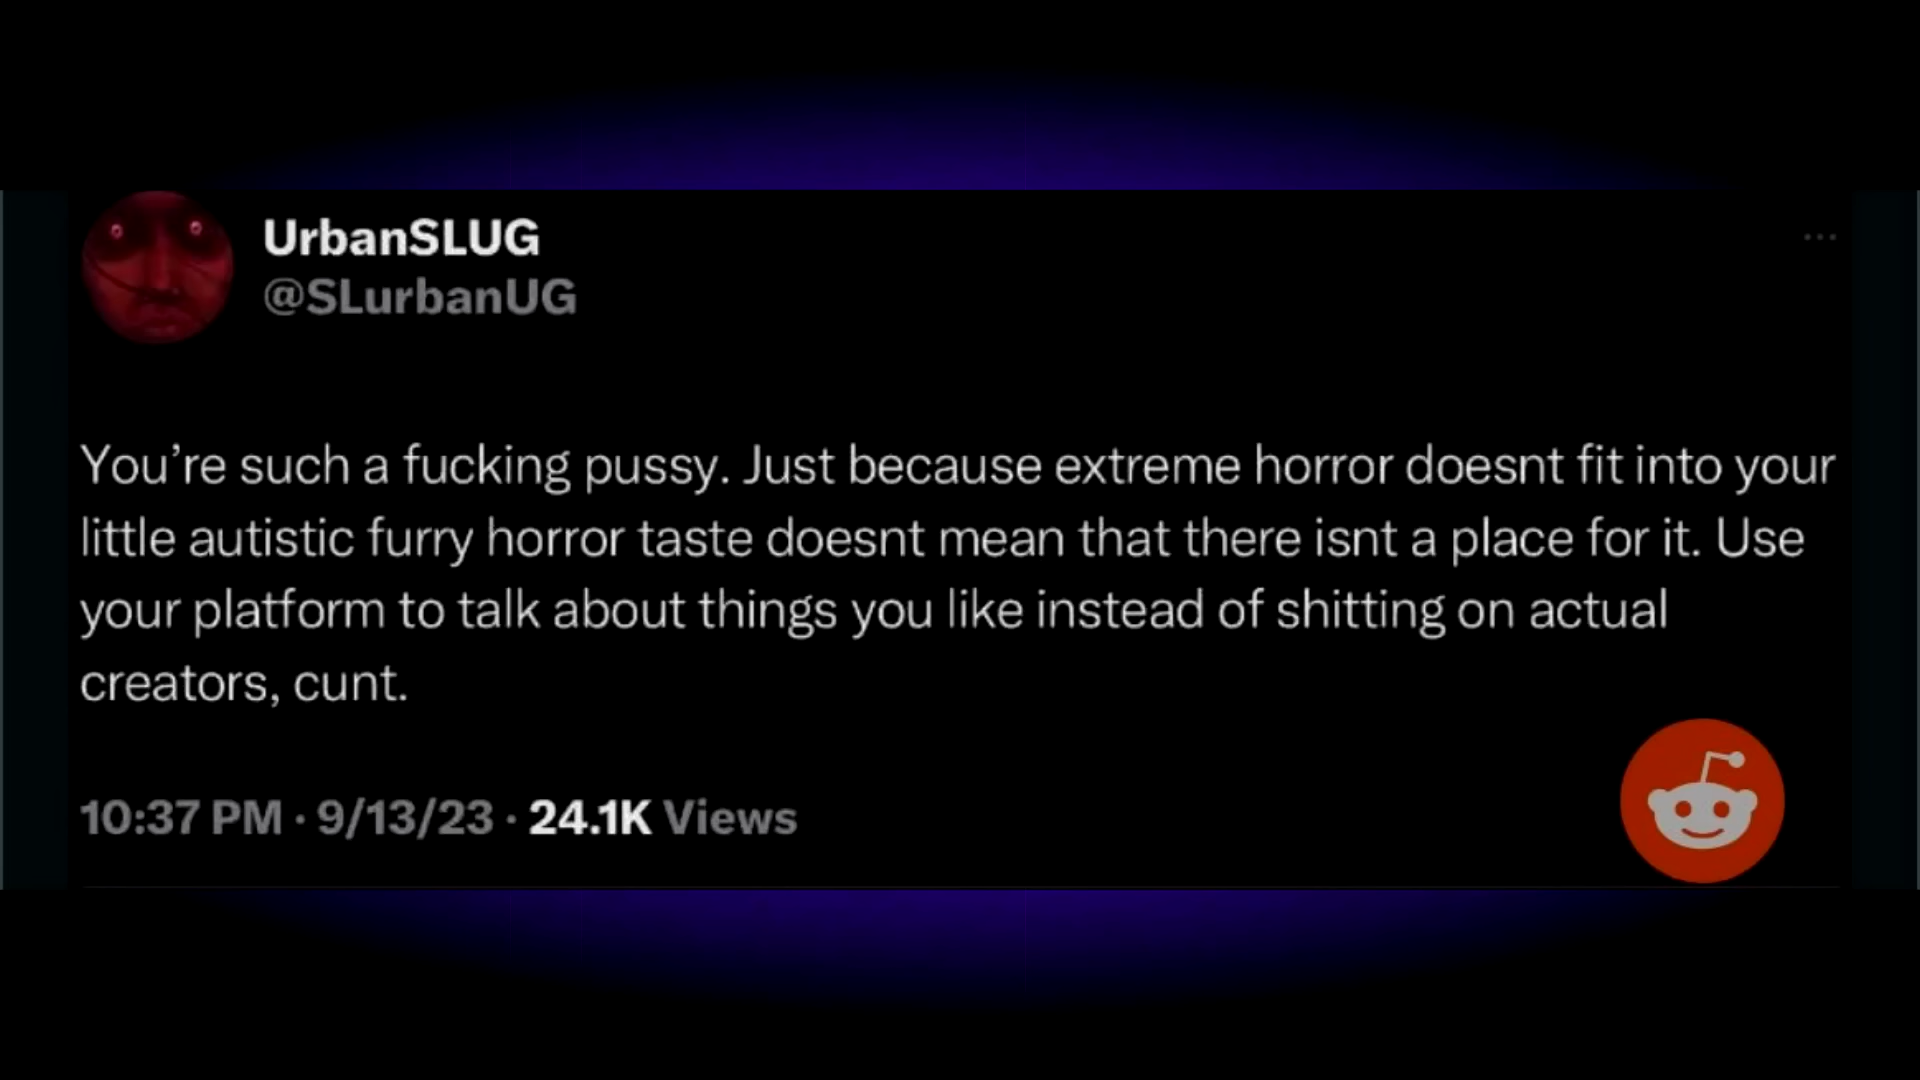 UrbanSLUG
@SLurbanUG
You’re such a fucking pussy. Just because extreme horror doesnt fit into your
little autistic furry horror taste doesnt mean that there isnt a place for it. Use
your platform to talk about things you like instead of shitting on actual
creators, cunt.
10:37 PM · 9/13/23 · 24.1K Views